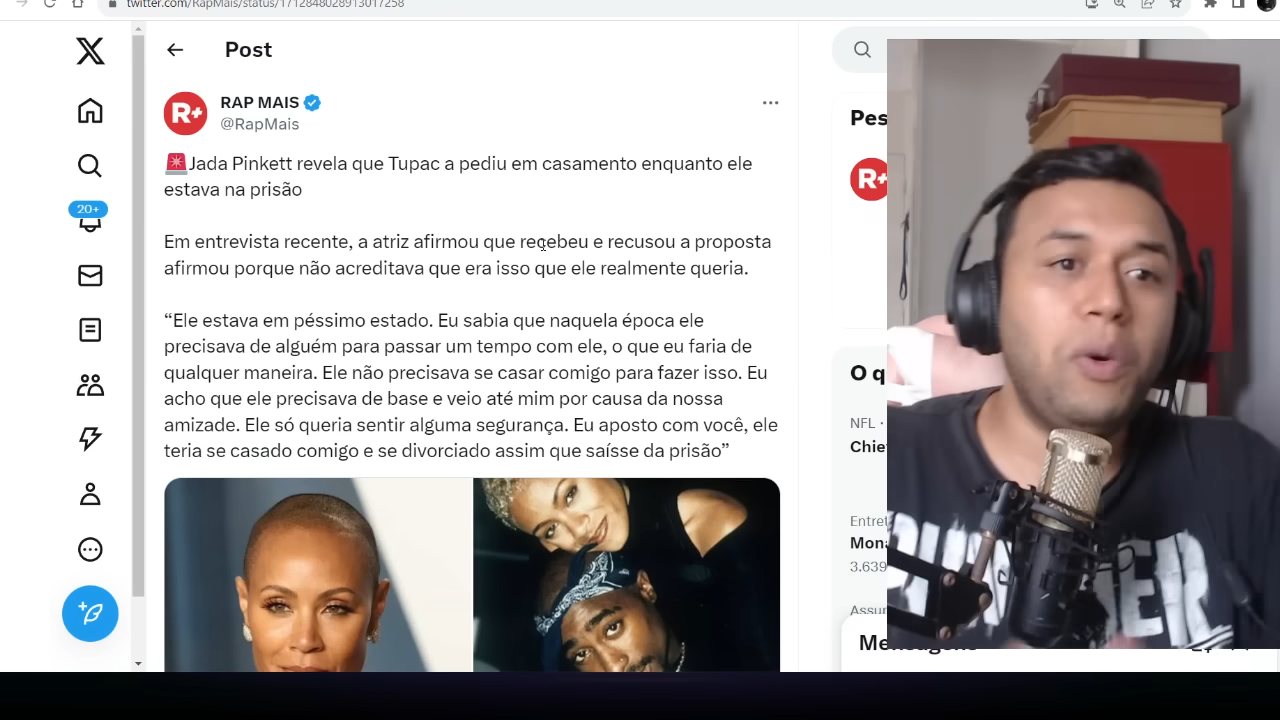 twitter.com/RapMais/status/1712848028913017258
X
Post
R+
RAP MAIS
@RapMais
🚨Jada Pinkett revela que Tupac a pediu em casamento enquanto ele
estava na prisão
Em entrevista recente, a atriz afirmou que recebeu e recusou a proposta
afirmou porque não acreditava que era isso que ele realmente queria.
“Ele estava em péssimo estado. Eu sabia que naquela época ele
precisava de alguém para passar um tempo com ele, o que eu faria de
qualquer maneira. Ele não precisava se casar comigo para fazer isso. Eu
acho que ele precisava de base e veio até mim por causa da nossa
amizade. Ele só queria sentir alguma segurança. Eu aposto com você, ele
teria se casado comigo e se divorciado assim que saísse da prisão”
20+
Pes
R+
O q
NFL ·
Chie
Entret
Mona
3.639
Assun
Mensagens